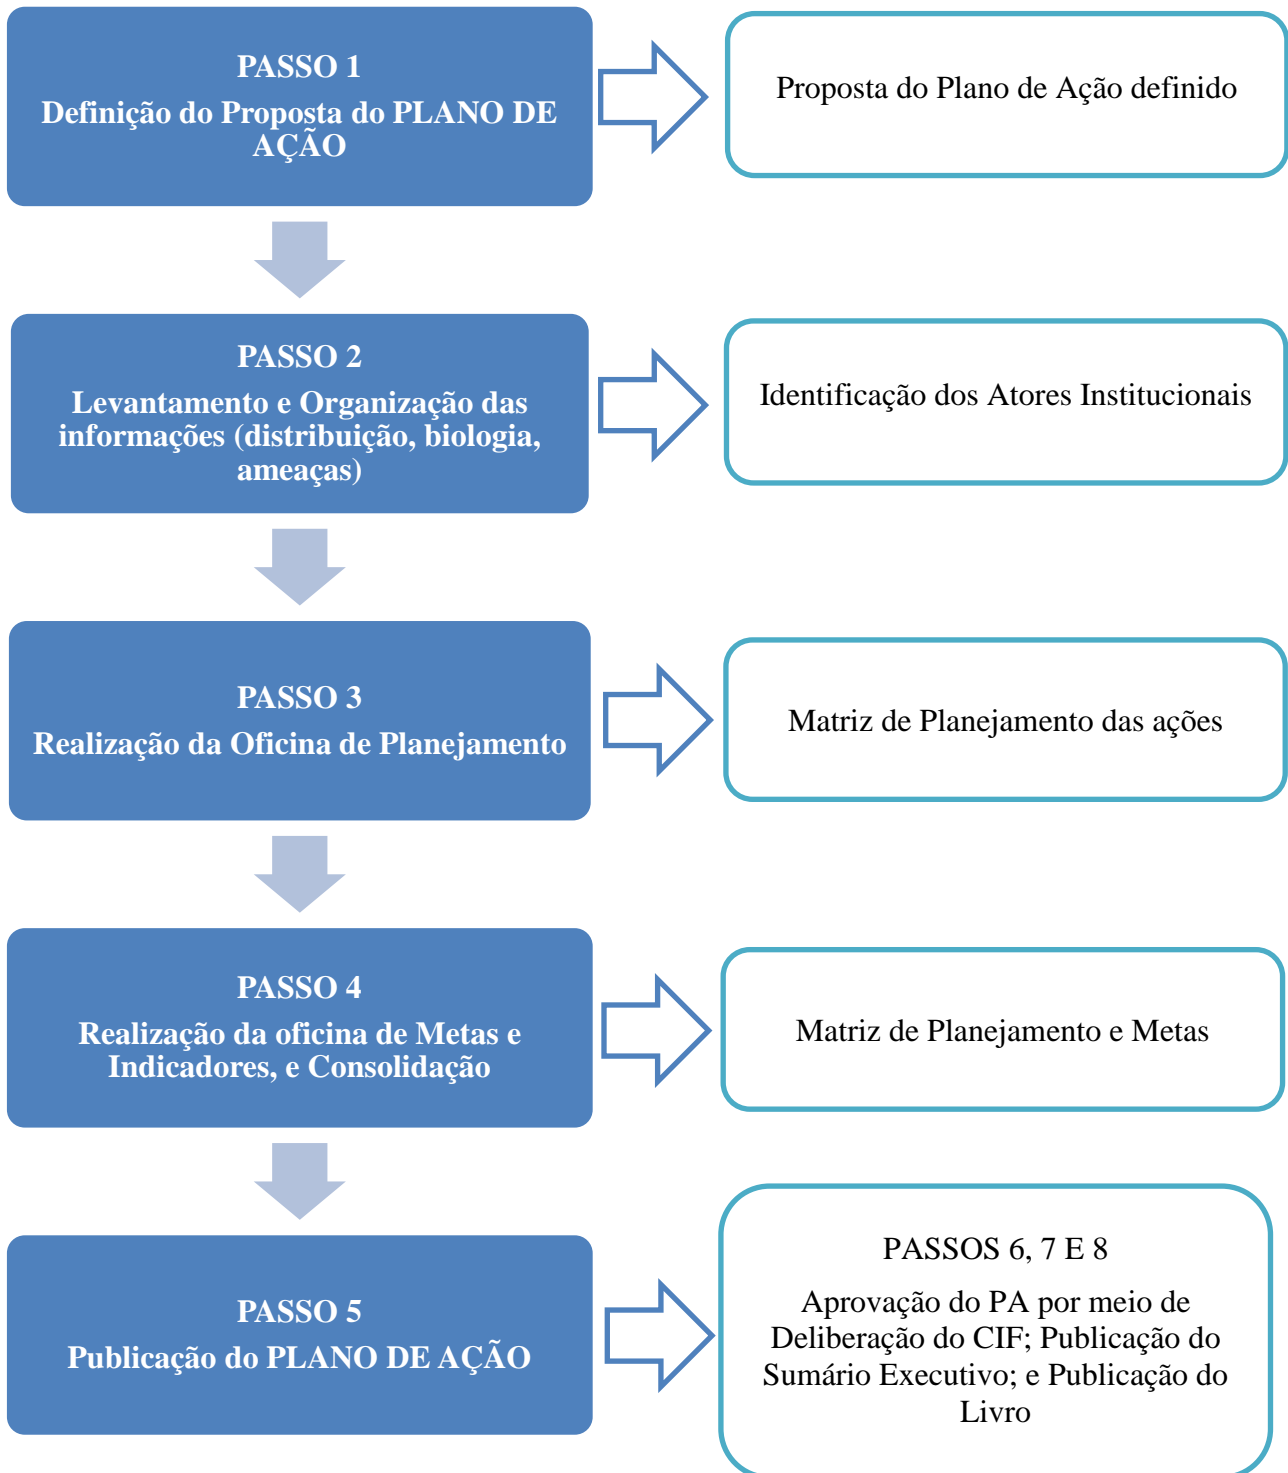 PASSO 1
Definição do Proposta do PLANO DE
AÇÃO
Proposta do Plano de Ação definido
PASSO 2
Levantamento e Organização das
informações (distribuição, biologia,
ameaças)
Identificação dos Atores Institucionais
PASSO 3
Realização da Oficina de Planejamento
Matriz de Planejamento das ações
PASSO 4
Realização da oficina de Metas e
Indicadores, e Consolidação
Matriz de Planejamento e Metas
PASSO 5
Publicação do PLANO DE AÇÃO
PASSOS 6, 7 E 8
Aprovação do PA por meio de
Deliberação do CIF; Publicação do
Sumário Executivo; e Publicação do
Livro